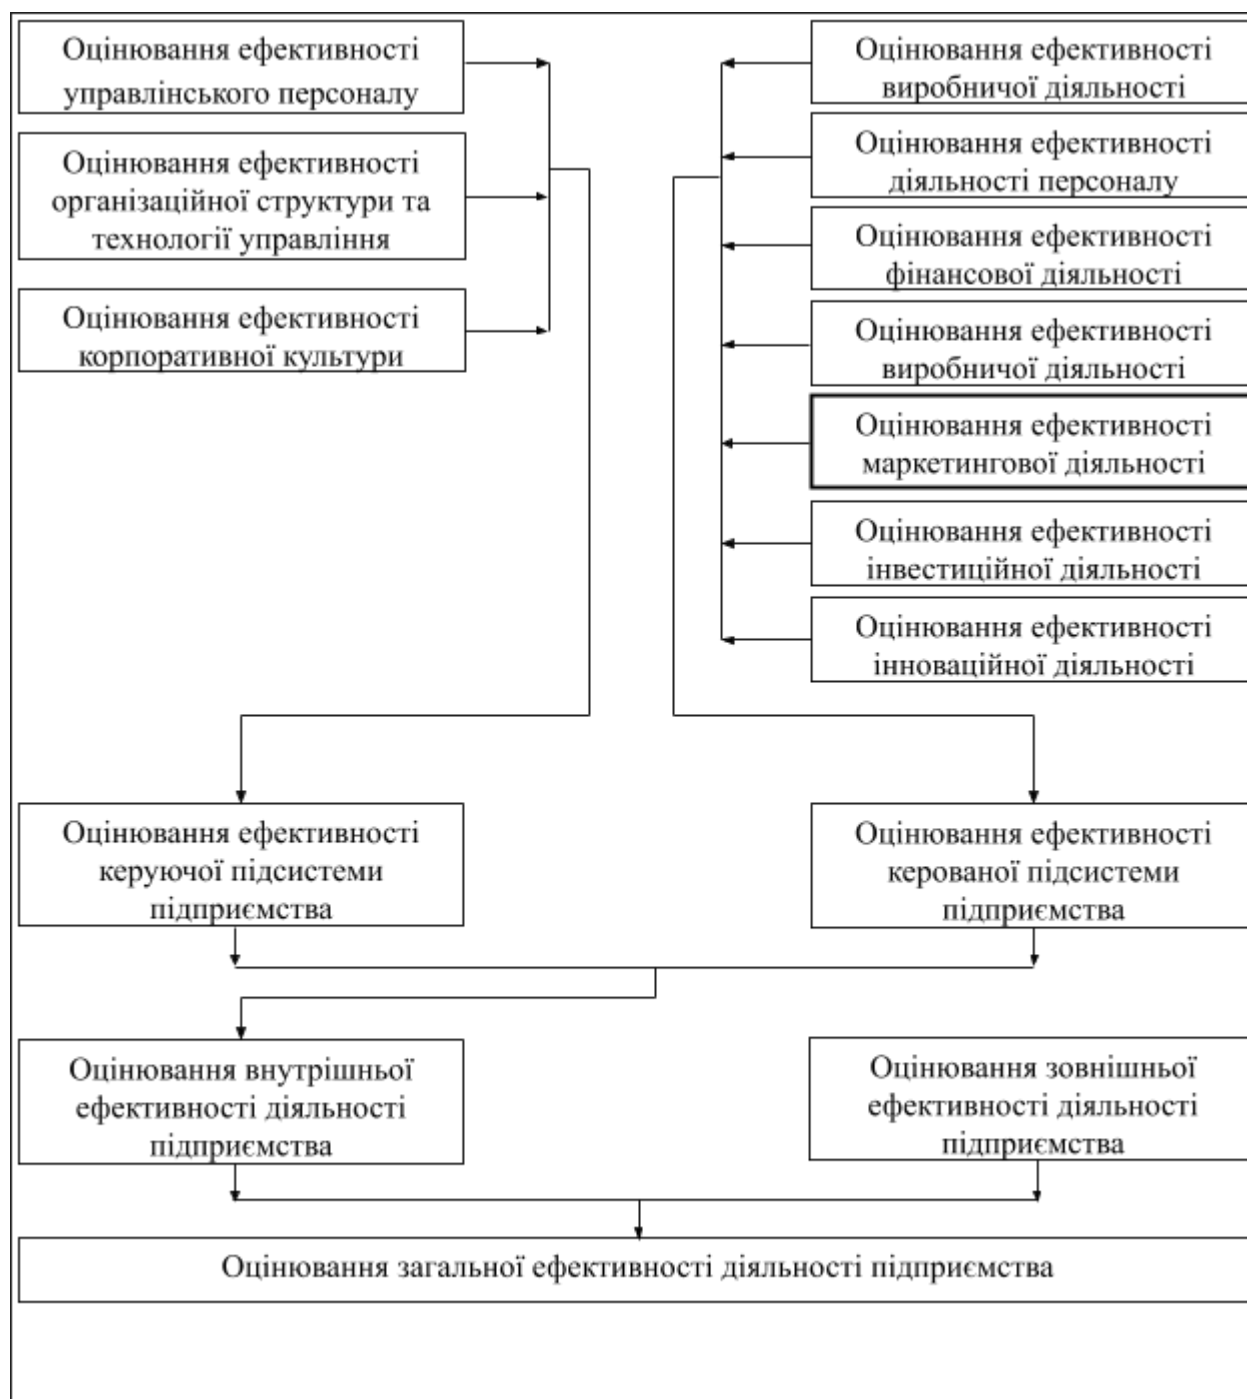 Оцінювання ефективності
управлінського персоналу
Оцінювання ефективності
організаційної структури та
технології управління
Оцінювання ефективності
корпоративної культури
Оцінювання ефективності
виробничої діяльності
Оцінювання ефективності
діяльності персоналу
Оцінювання ефективності
фінансової діяльності
Оцінювання ефективності
виробничої діяльності
Оцінювання ефективності
маркетингової діяльності
Оцінювання ефективності
інвестиційної діяльності
Оцінювання ефективності
інноваційної діяльності
Оцінювання ефективності
керуючої підсистеми
підприємства
Оцінювання ефективності
керованої підсистеми
підприємства
Оцінювання внутрішньої
ефективності діяльності
підприємства
Оцінювання зовнішньої
ефективності діяльності
підприємства
Оцінювання загальної ефективності діяльності підприємства